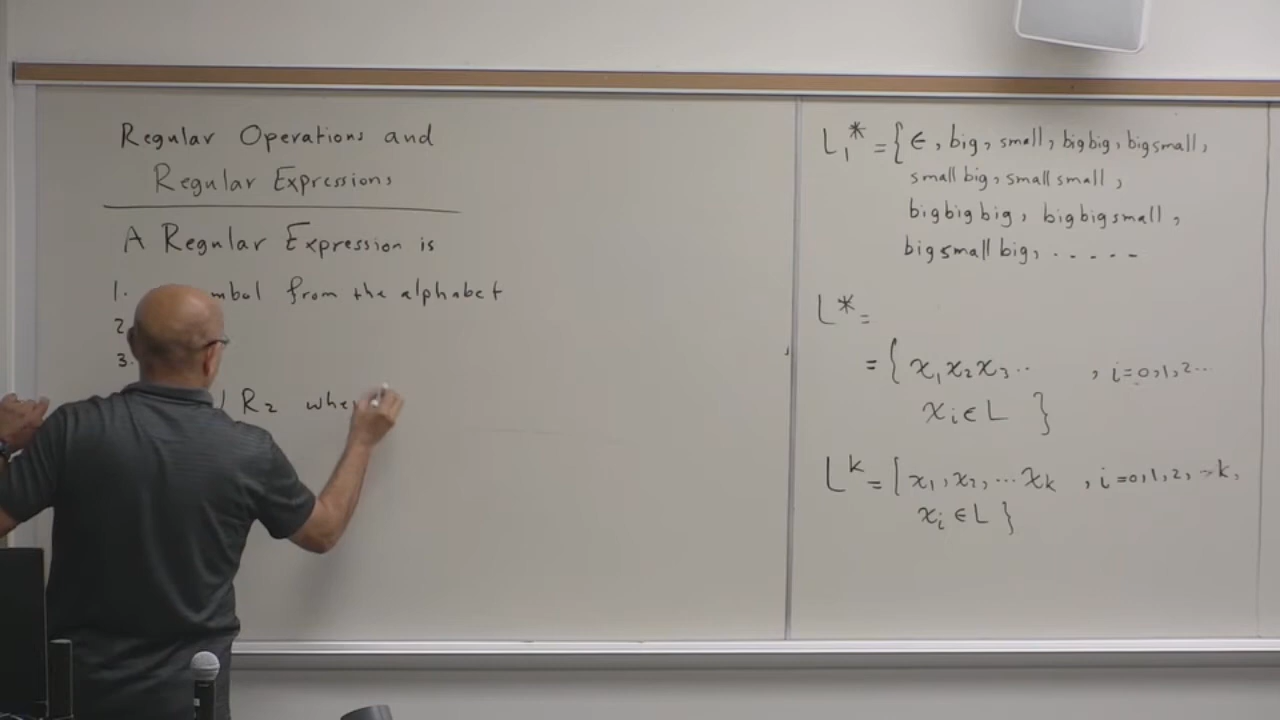 Regular Operations and
Regular Expressions
A Regular Expression is
1. mbol from the alphabet
2
3.
R₂ whe
L₁* = { ∈, big, small, bigbig, bigsmall,
small big, small small,
bigbigbig, bigbigsmall,
bigsmall big, . . . . .
L* =
= { x₁x₂x₃.. , i=0,1,2...
xᵢ∈L }
Lᵏ = { x₁, x₂, ... xₖ , i=0,1,2, -k,
xᵢ ∈ L }